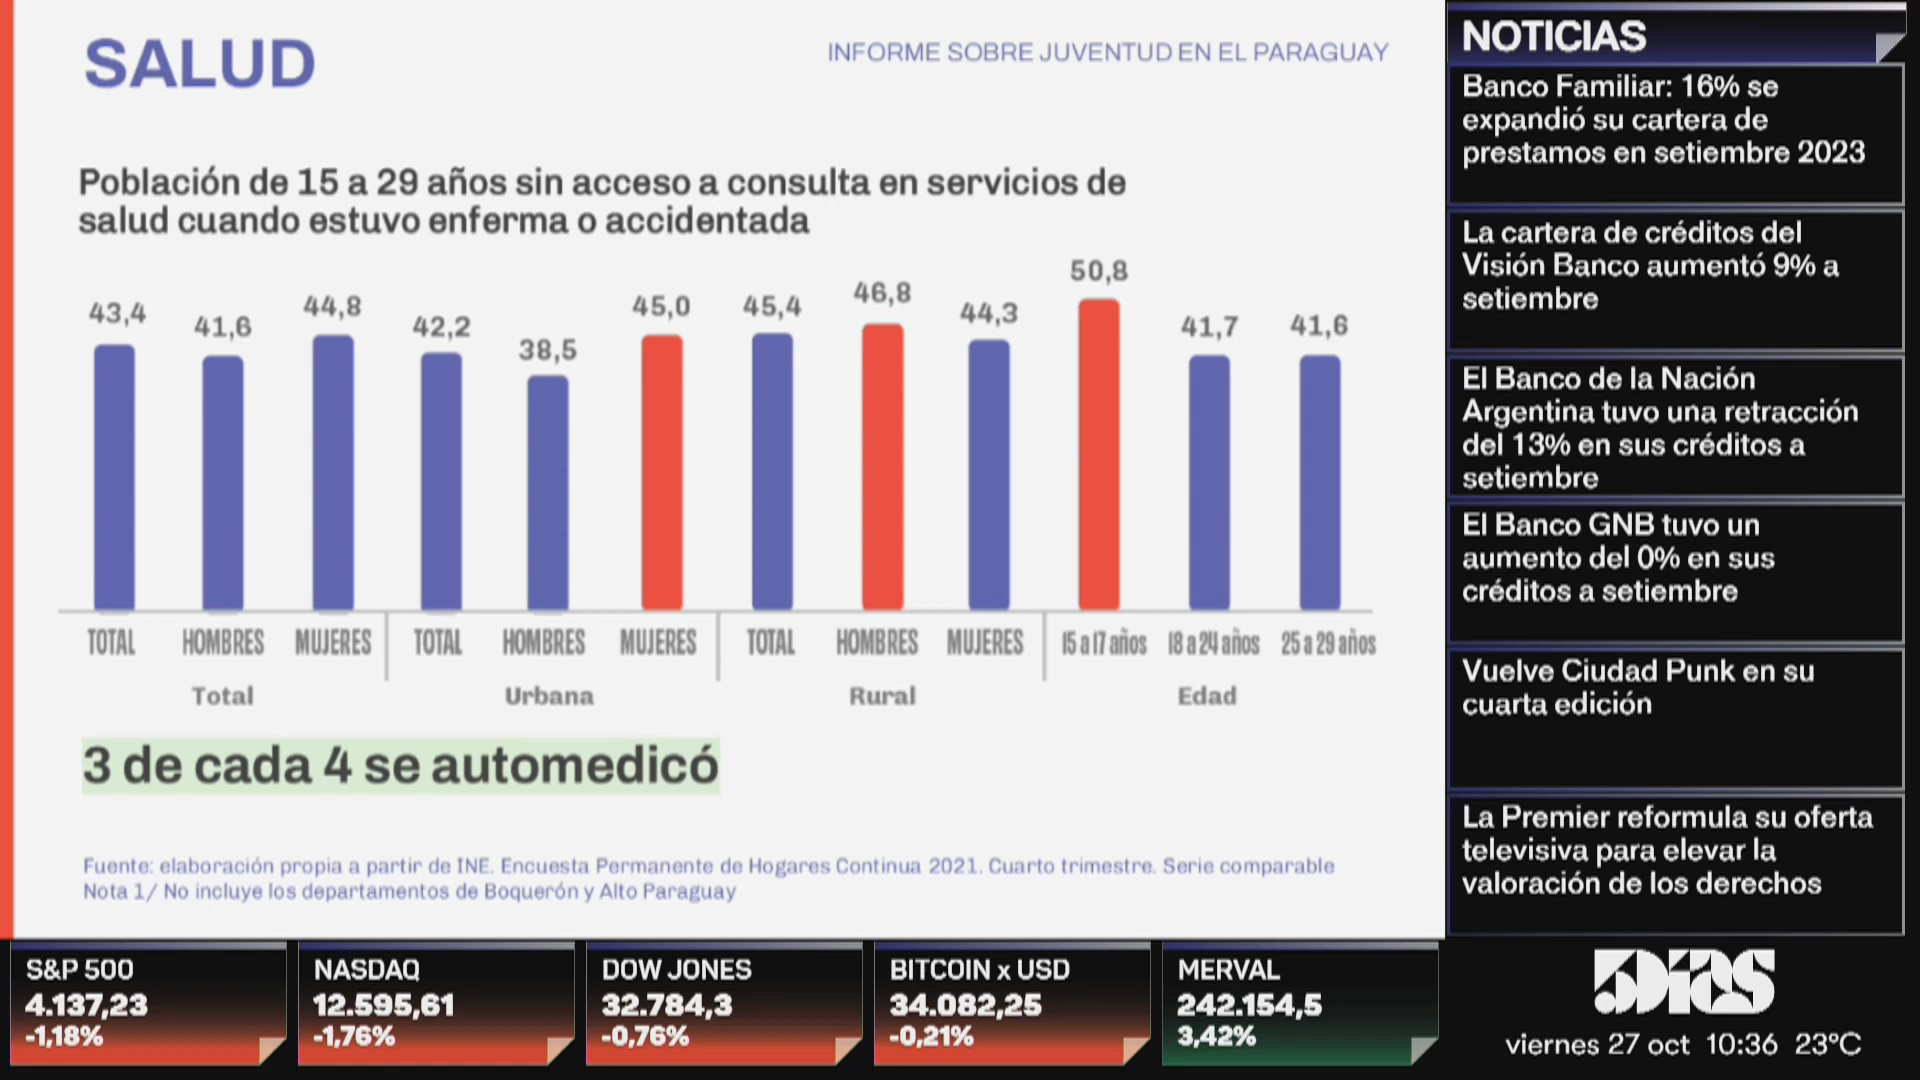 SALUD
INFORME SOBRE JUVENTUD EN EL PARAGUAY
Población de 15 a 29 años sin acceso a consulta en servicios de
salud cuando estuvo enferma o accidentada
43,4 41,6 44,8 42,2 38,5 45,0 45,4 46,8 44,3 50,8 41,7 41,6
TOTAL HOMBRES MUJERES TOTAL HOMBRES MUJERES TOTAL HOMBRES MUJERES 15 a 17 años 18 a 24 años 25 a 29 años
Total Urbana Rural Edad
3 de cada 4 se automedicó
Fuente: elaboración propia a partir de INE. Encuesta Permanente de Hogares Continua 2021. Cuarto trimestre. Serie comparable
Nota 1/ No incluye los departamentos de Boquerón y Alto Paraguay
NOTICIAS
Banco Familiar: 16% se
expandió su cartera de
prestamos en setiembre 2023
La cartera de créditos del
Visión Banco aumentó 9% a
setiembre
El Banco de la Nación
Argentina tuvo una retracción
del 13% en sus créditos a
setiembre
El Banco GNB tuvo un
aumento del 0% en sus
créditos a setiembre
Vuelve Ciudad Punk en su
cuarta edición
La Premier reformula su oferta
televisiva para elevar la
valoración de los derechos
S&P 500
4.137,23
-1,18%
NASDAQ
12.595,61
-1,76%
DOW JONES
32.784,3
-0,76%
BITCOIN x USD
34.082,25
-0,21%
MERVAL
242.154,5
3,42%
5Días
viernes 27 oct 10:36 23°C